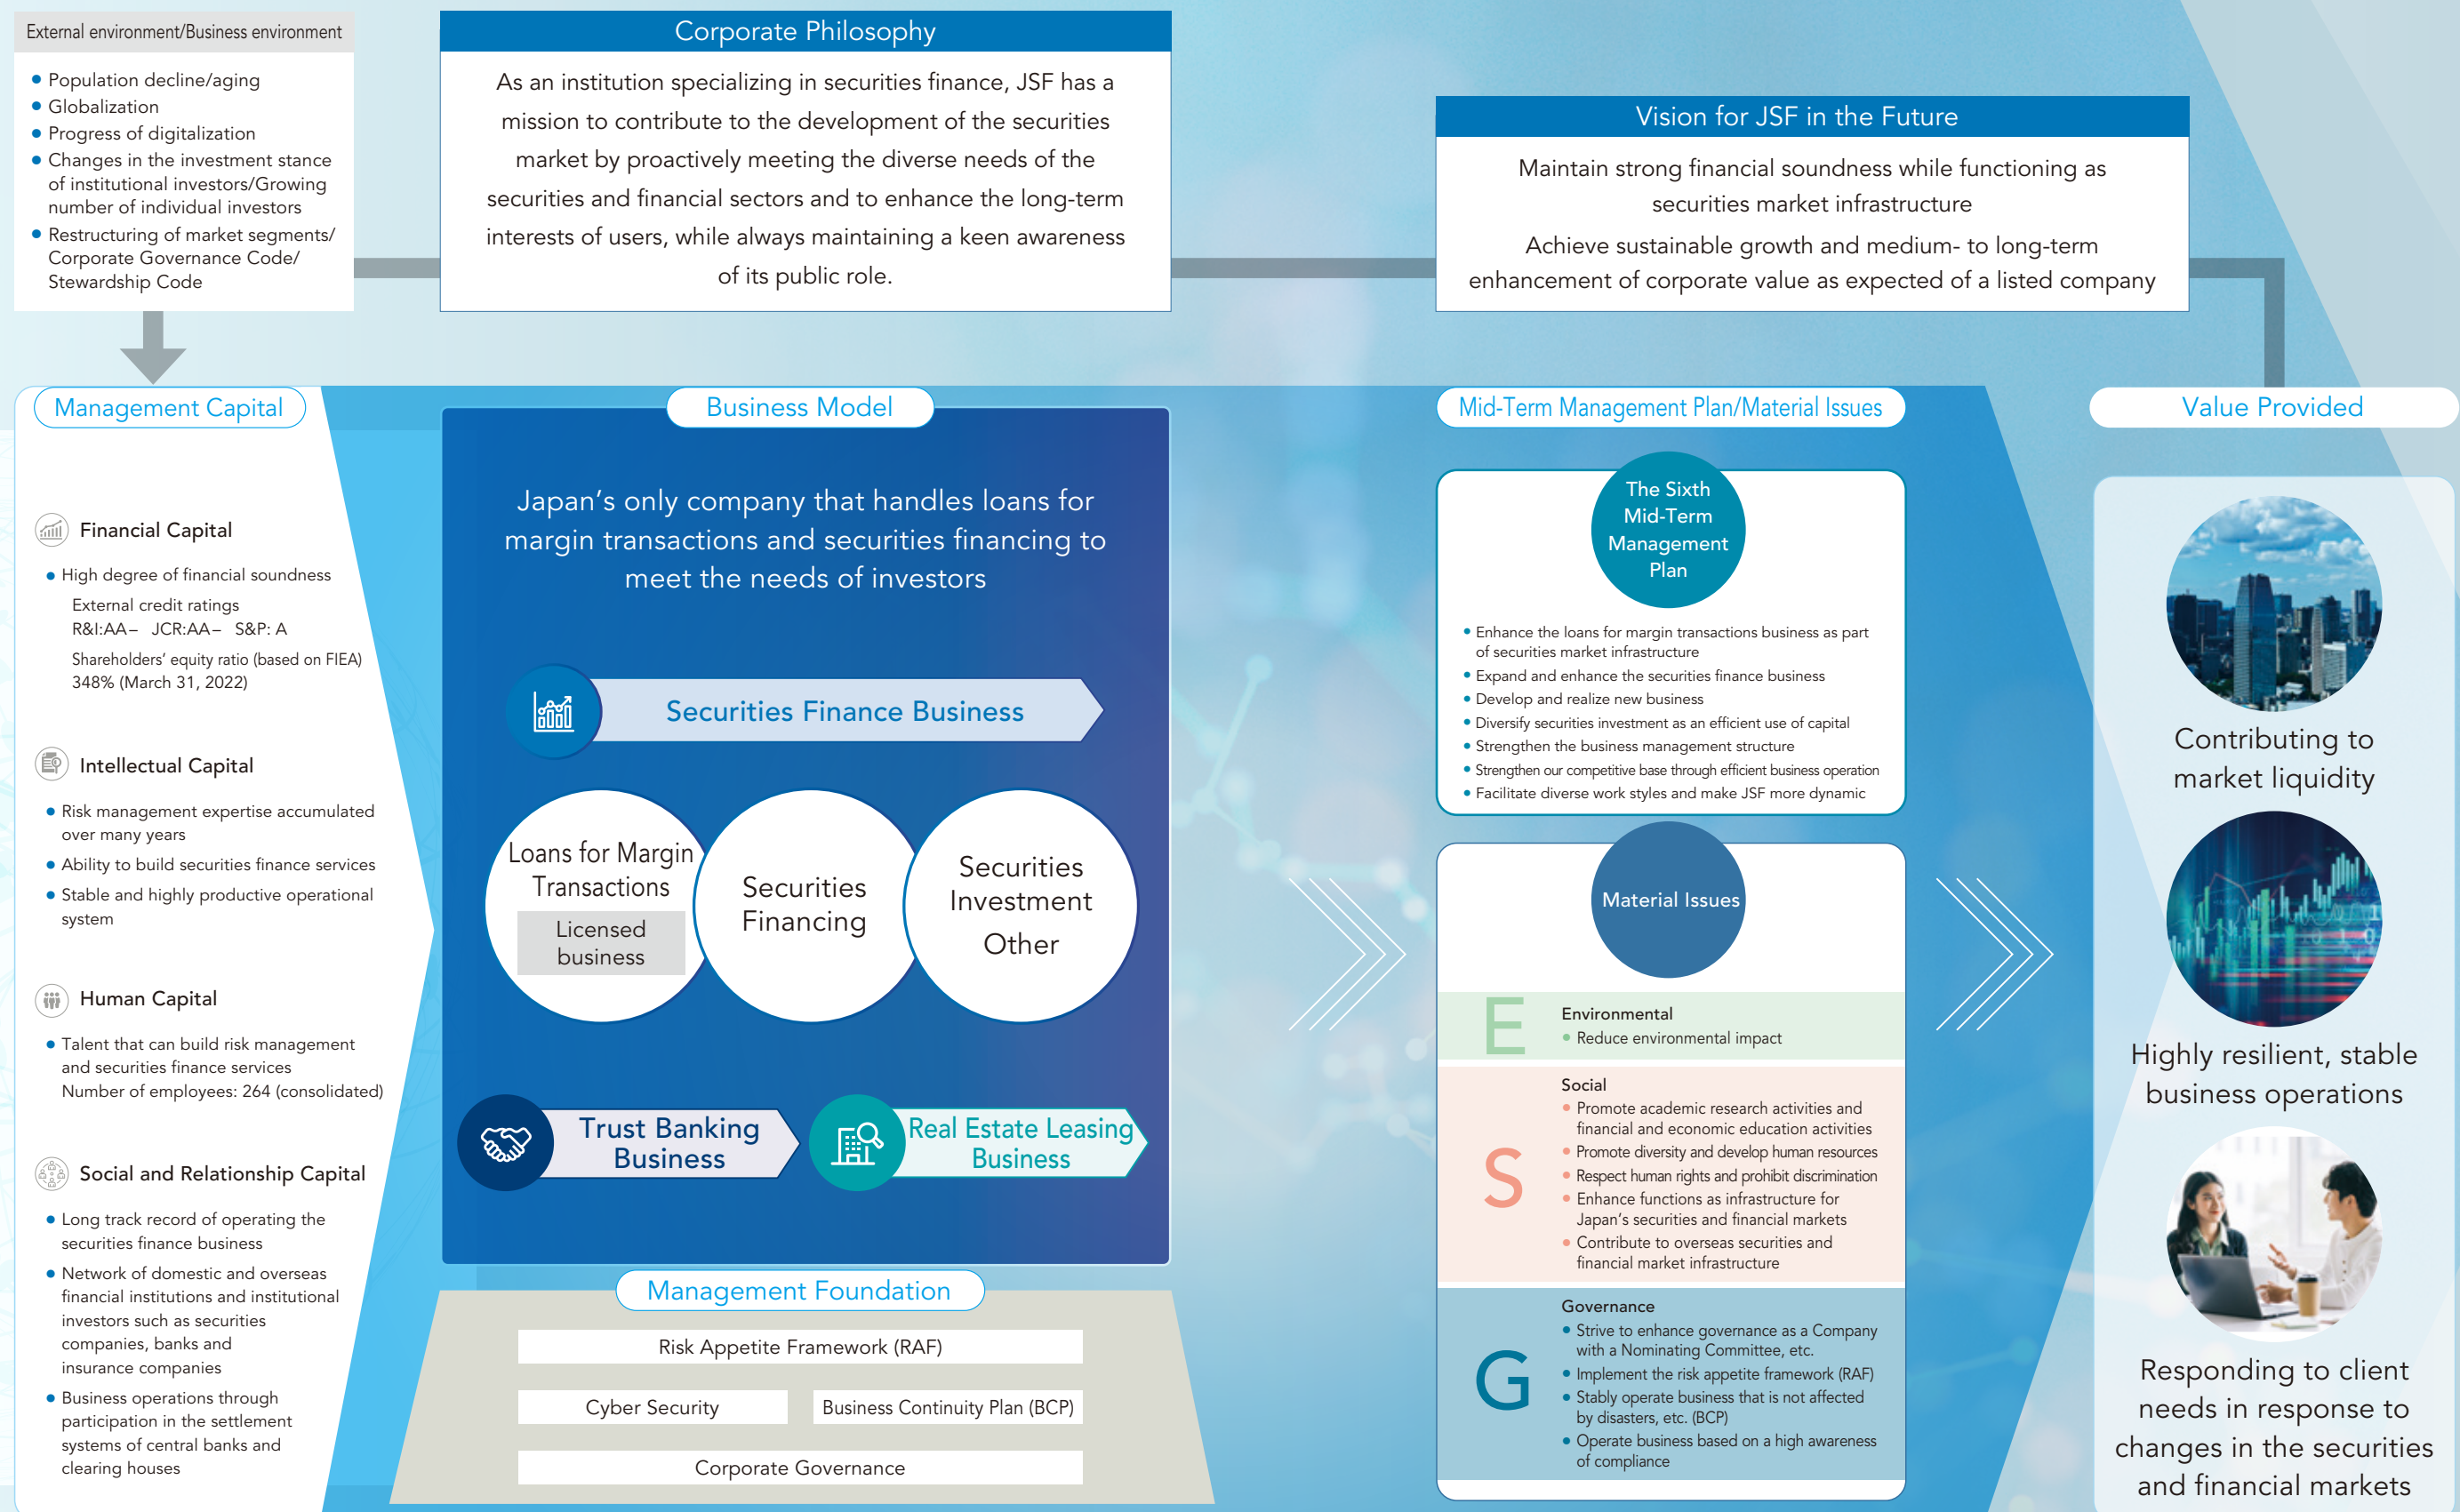 External environment/Business environment
• Population decline/aging
• Globalization
• Progress of digitalization
• Changes in the investment stance
of institutional investors/Growing
number of individual investors
• Restructuring of market segments/
Corporate Governance Code/
Stewardship Code
Corporate Philosophy
As an institution specializing in securities finance, JSF has a
mission to contribute to the development of the securities
market by proactively meeting the diverse needs of the
securities and financial sectors and to enhance the long-term
interests of users, while always maintaining a keen awareness
of its public role.
Vision for JSF in the Future
Maintain strong financial soundness while functioning as
securities market infrastructure
Achieve sustainable growth and medium- to long-term
enhancement of corporate value as expected of a listed company
Management Capital
Financial Capital
• High degree of financial soundness
External credit ratings
R&I:AA– JCR:AA– S&P: A
Shareholders' equity ratio (based on FIEA)
348% (March 31, 2022)
Intellectual Capital
• Risk management expertise accumulated
over many years
• Ability to build securities finance services
• Stable and highly productive operational
system
Human Capital
• Talent that can build risk management
and securities finance services
Number of employees: 264 (consolidated)
Social and Relationship Capital
• Long track record of operating the
securities finance business
• Network of domestic and overseas
financial institutions and institutional
investors such as securities
companies, banks and
insurance companies
• Business operations through
participation in the settlement
systems of central banks and
clearing houses
Business Model
Japan's only company that handles loans for
margin transactions and securities financing to
meet the needs of investors
Securities Finance Business
Loans for Margin
Transactions
Licensed
business
Securities
Financing
Securities
Investment
Other
Trust Banking
Business
Real Estate Leasing
Business
Management Foundation
Risk Appetite Framework (RAF)
Cyber Security
Business Continuity Plan (BCP)
Corporate Governance
Mid-Term Management Plan/Material Issues
The Sixth
Mid-Term
Management
Plan
• Enhance the loans for margin transactions business as part
of securities market infrastructure
• Expand and enhance the securities finance business
• Develop and realize new business
• Diversify securities investment as an efficient use of capital
• Strengthen the business management structure
• Strengthen our competitive base through efficient business operation
• Facilitate diverse work styles and make JSF more dynamic
Material Issues
E
Environmental
• Reduce environmental impact
S
Social
• Promote academic research activities and
financial and economic education activities
• Promote diversity and develop human resources
• Respect human rights and prohibit discrimination
• Enhance functions as infrastructure for
Japan's securities and financial markets
• Contribute to overseas securities and
financial market infrastructure
G
Governance
• Strive to enhance governance as a Company
with a Nominating Committee, etc.
• Implement the risk appetite framework (RAF)
• Stably operate business that is not affected
by disasters, etc. (BCP)
• Operate business based on a high awareness
of compliance
Value Provided
Contributing to
market liquidity
Highly resilient, stable
business operations
Responding to client
needs in response to
changes in the securities
and financial markets